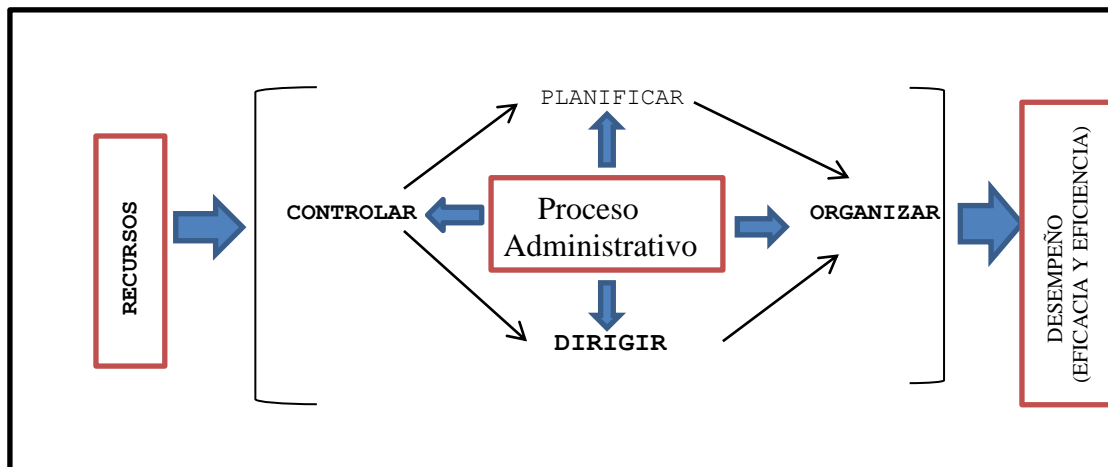 PLANIFICAR
RECURSOS
CONTROLAR
Proceso
Administrativo
ORGANIZAR
DIRIGIR
DESEMPEÑO
(EFICACIA Y EFICIENCIA)